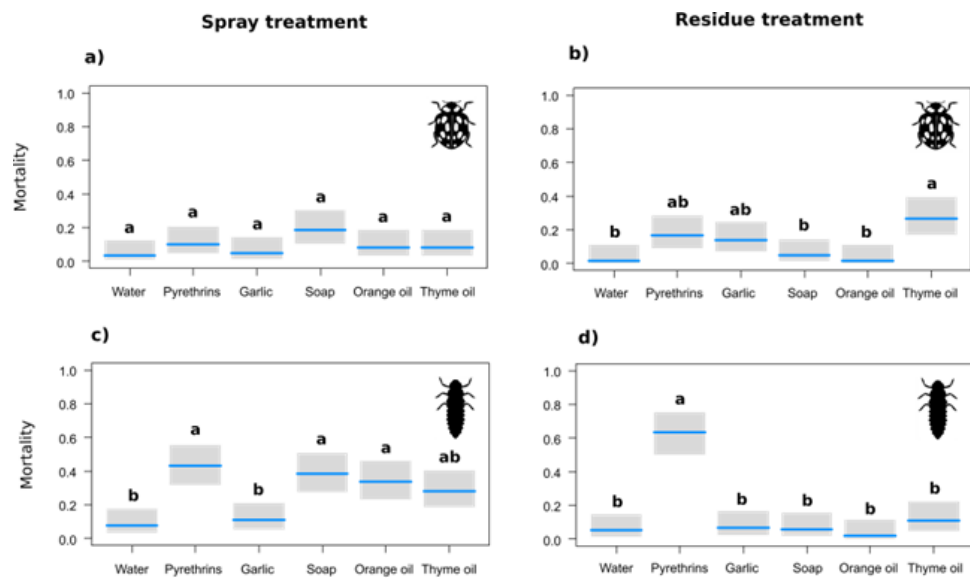 Spray treatment
Residue treatment
a)
Mortality
1.0
0.8
0.6
0.4
0.2
0.0
a
a
a
a
a
a
Water Pyrethrins Garlic Soap Orange oil Thyme oil
b)
1.0
0.8
0.6
0.4
0.2
0.0
b
ab
ab
b
b
a
Water Pyrethrins Garlic Soap Orange oil Thyme oil
c)
Mortality
1.0
0.8
0.6
0.4
0.2
0.0
b
a
b
a
a
ab
Water Pyrethrins Garlic Soap Orange oil Thyme oil
d)
1.0
0.8
0.6
0.4
0.2
0.0
b
a
b
b
b
b
Water Pyrethrins Garlic Soap Orange oil Thyme oil